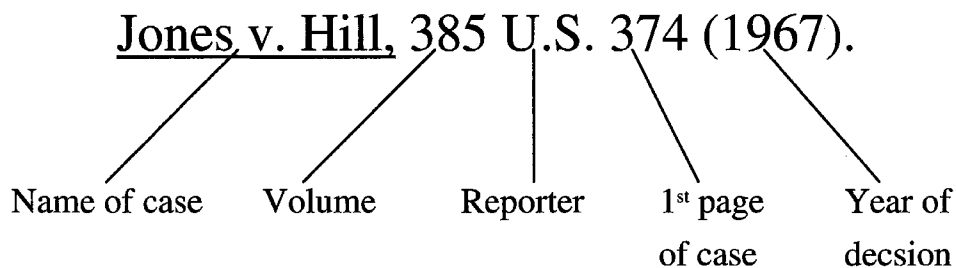 Jones v. Hill, 385 U.S. 374 (1967).
Name of case Volume Reporter 1st page Year of
of case decsion